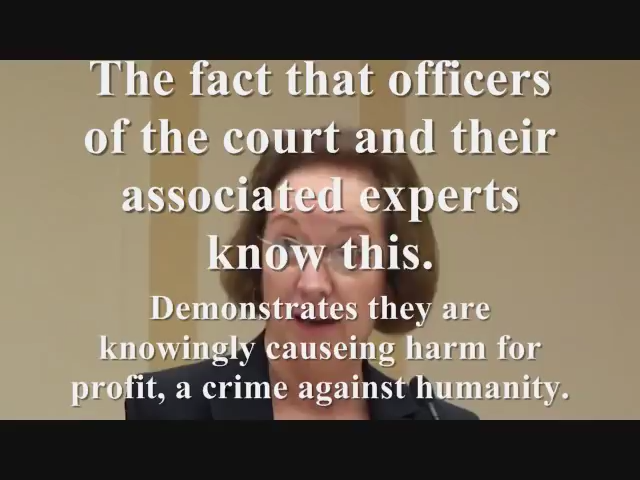 The fact that officers
of the court and their
associated experts
know this.
Demonstrates they are
knowingly causeing harm for
profit, a crime against humanity.